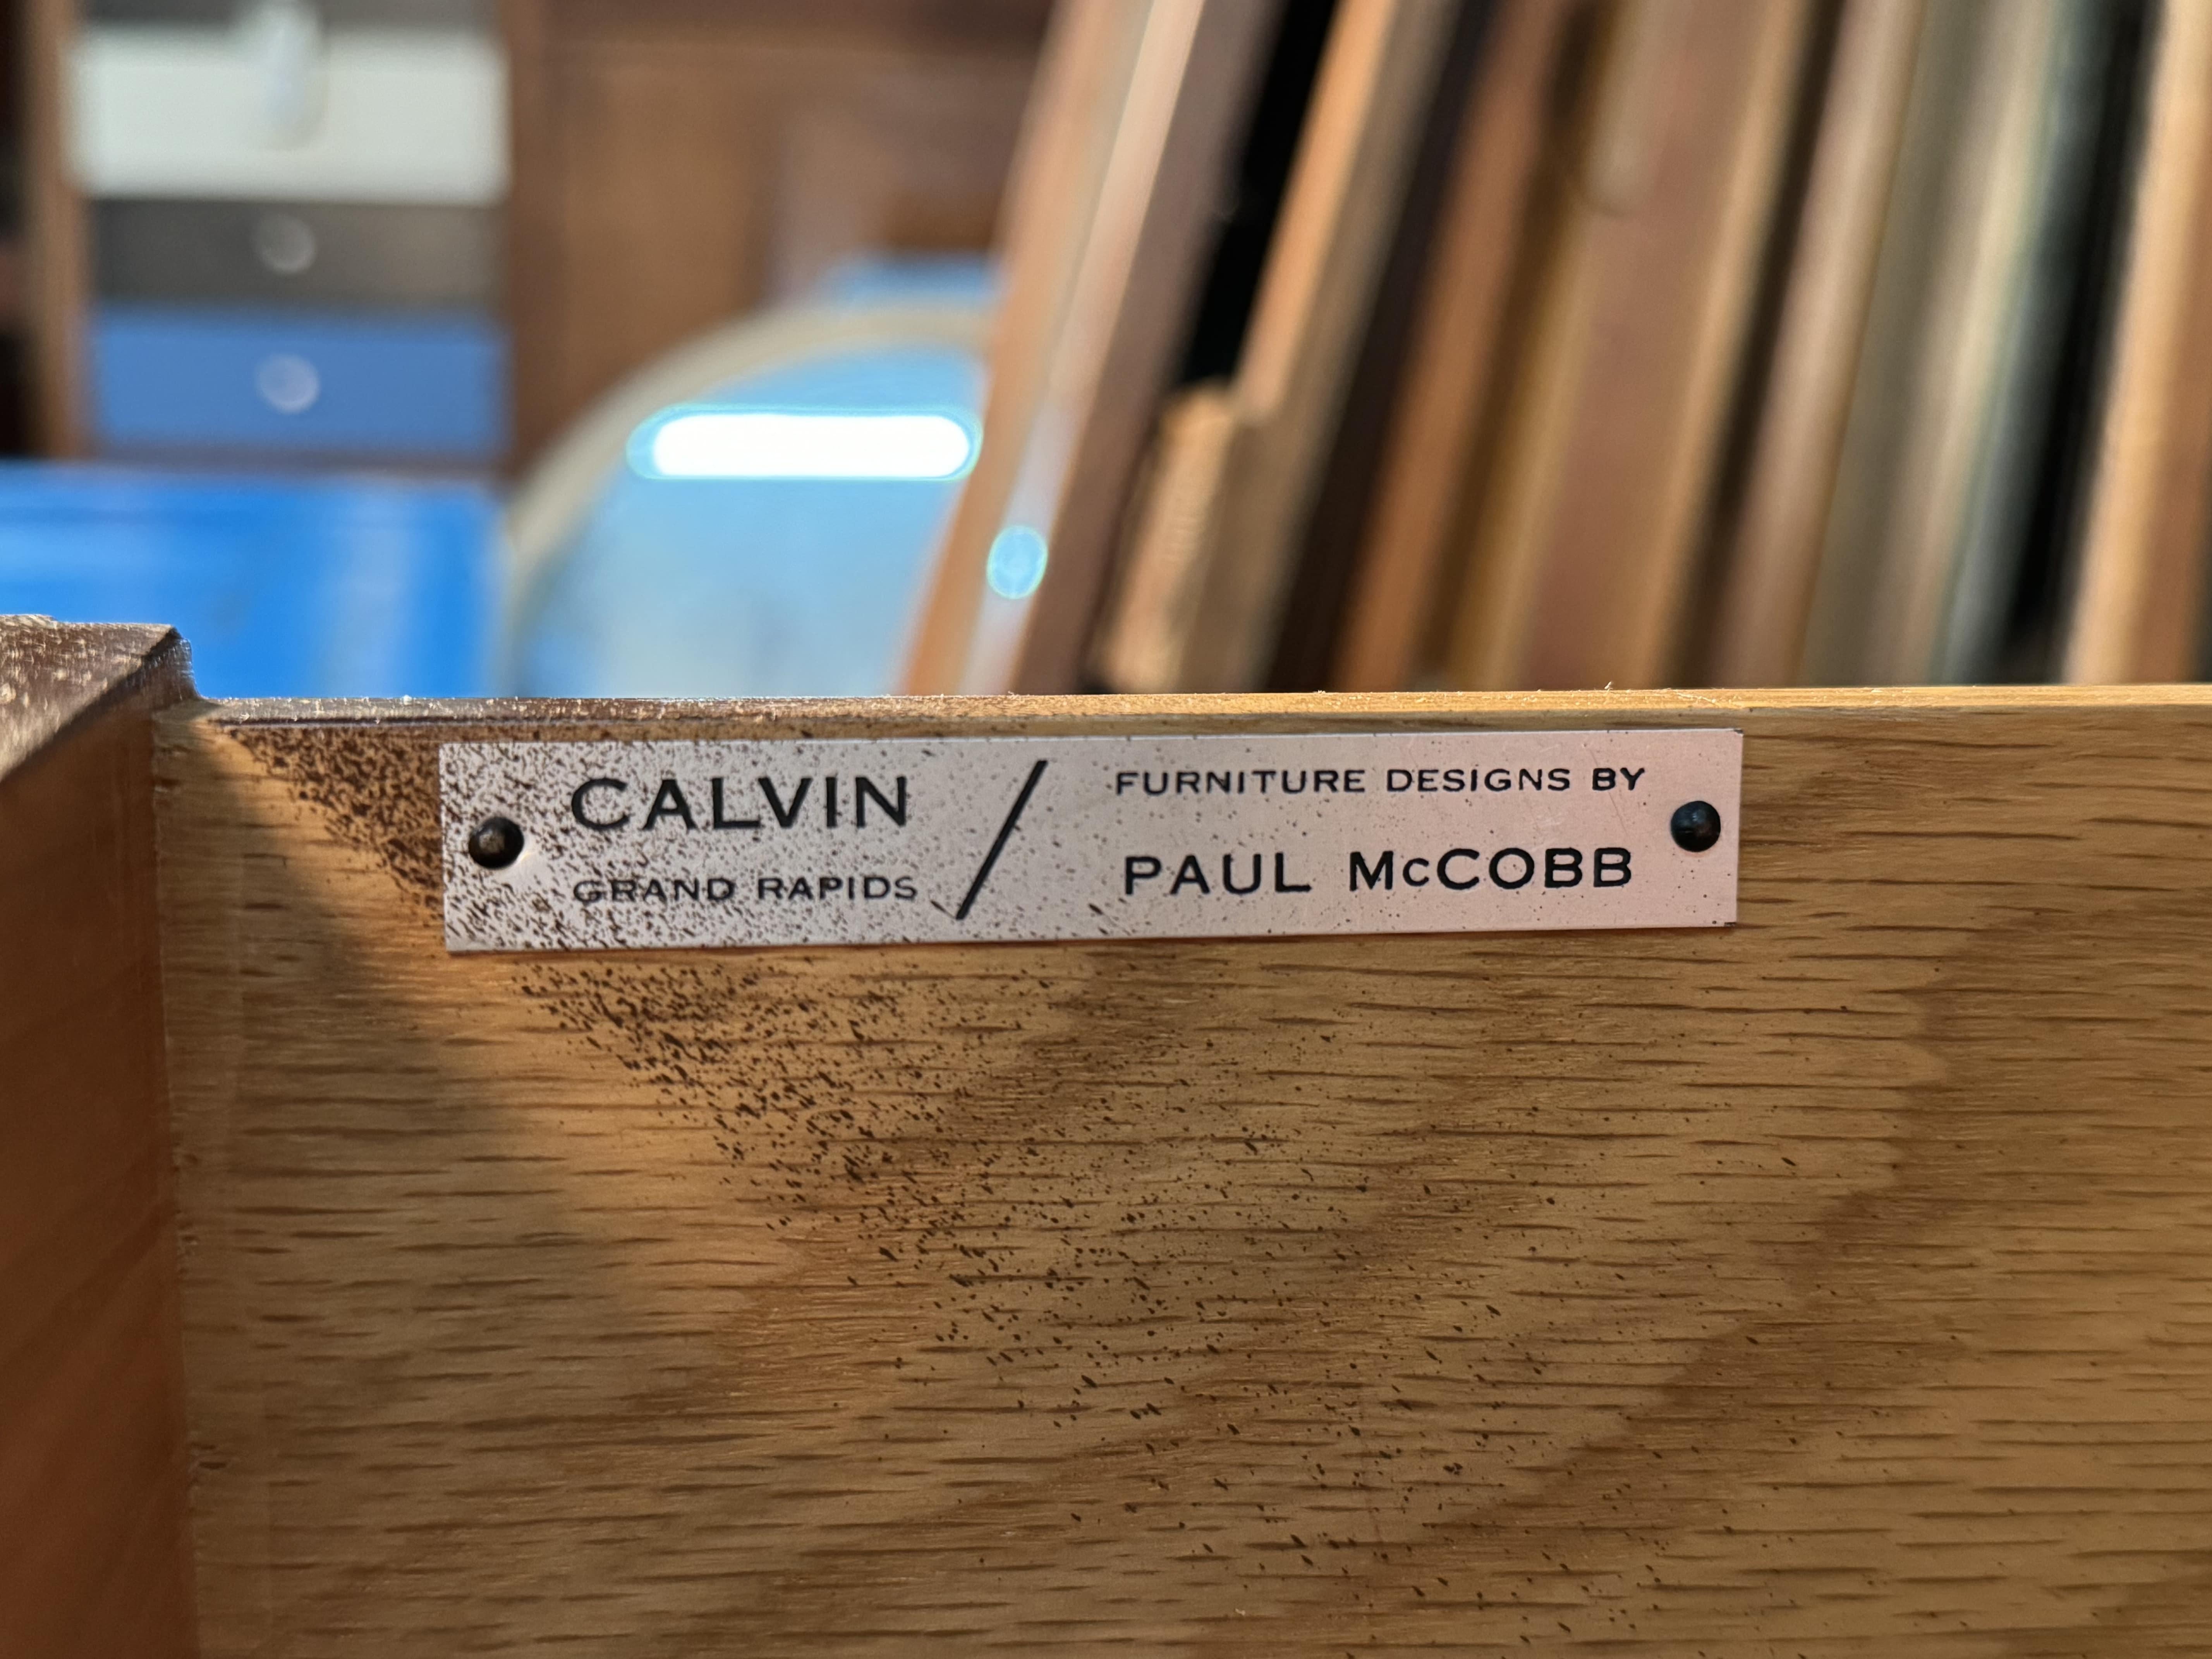 CALVIN
GRAND RAPIDS
/
FURNITURE DESIGNS BY
PAUL McCOBB